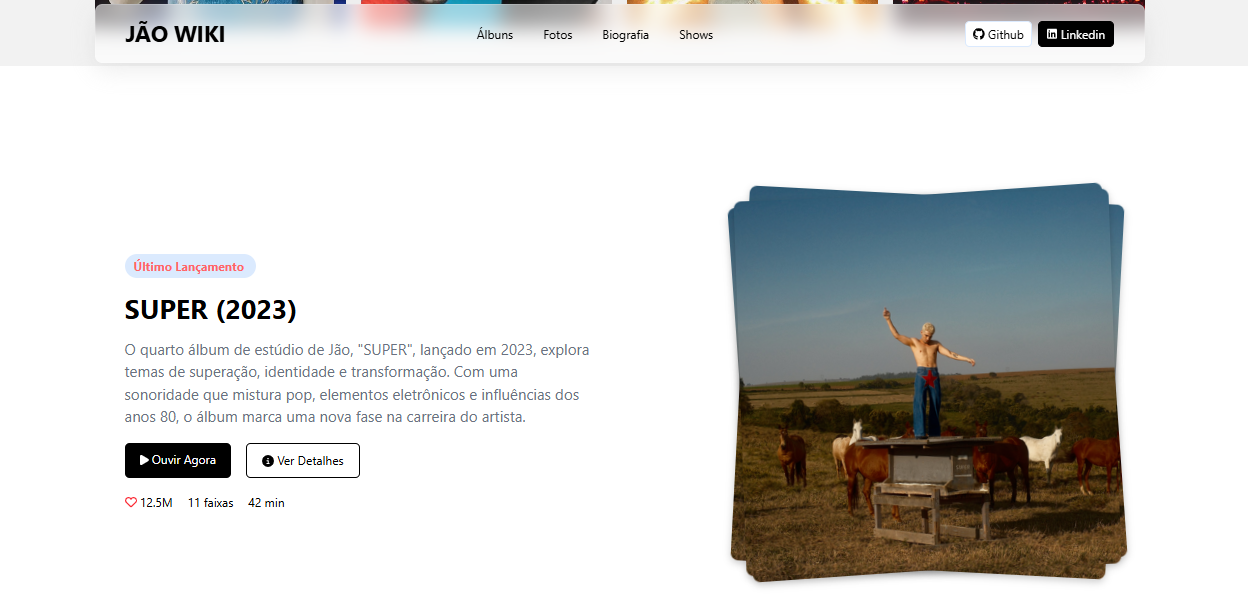 JÃO WIKI
Álbuns Fotos Biografia Shows
Github Linkedin
Último Lançamento
SUPER (2023)
O quarto álbum de estúdio de Jão, "SUPER", lançado em 2023, explora
temas de superação, identidade e transformação. Com uma
sonoridade que mistura pop, elementos eletrônicos e influências dos
anos 80, o álbum marca uma nova fase na carreira do artista.
Ouvir Agora Ver Detalhes
12.5M 11 faixas 42 min